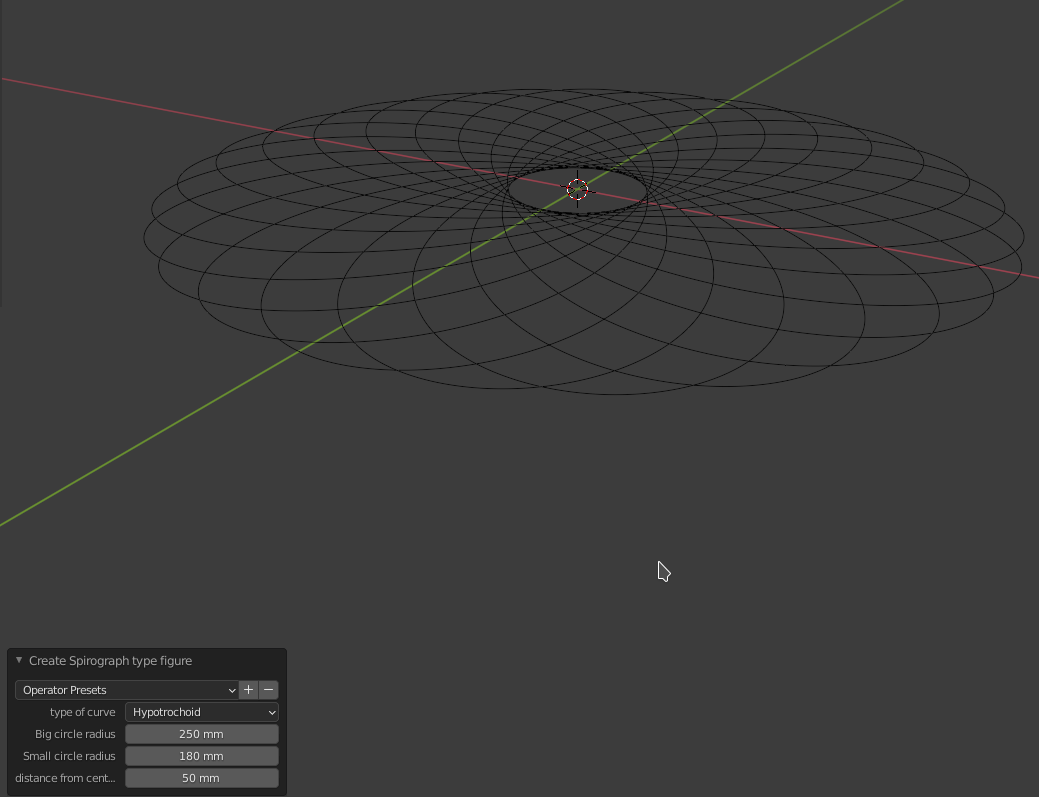 Create Spirograph type figure
Operator Presets
type of curve Hypotrochoid
Big circle radius 250 mm
Small circle radius 180 mm
distance from cent... 50 mm